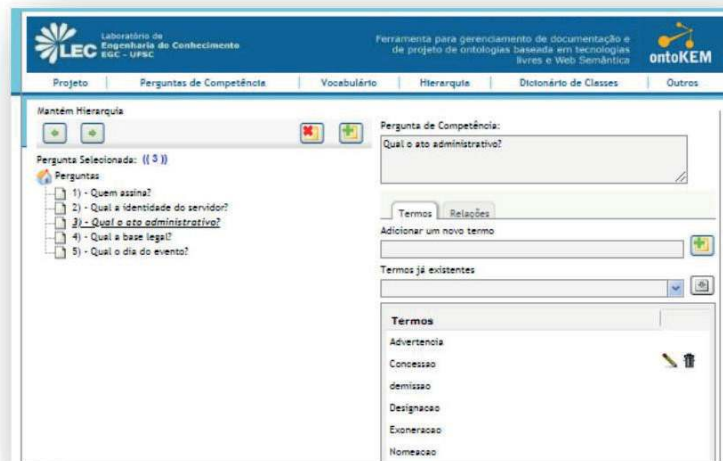 LEC
Laboratório de
Engenharia do Conhecimento
EGC - UFSC
Ferramenta para gerenciamento de documentação e
de projeto de ontologias baseada em tecnologias
livres e Web Semântica
ontoKEM
Projeto
Perguntas de Competência
Vocabulário
Hierarquia
Dicionário de Classes
Outros
Mantém Hierarquia
Pergunta Selecionada: (( 3 ))
Perguntas
1) - Quem assina?
2) - Qual a identidade do servidor?
3) - Qual o ato administrativo?
4) - Qual a base legal?
5) - Qual o dia do evento?
Pergunta de Competência:
Qual o ato administrativo?
Termos
Relações
Adicionar um novo termo
Termos já existentes
Termos
Advertencia
Concessao
demissao
Designacao
Exoneracao
Nomeacao